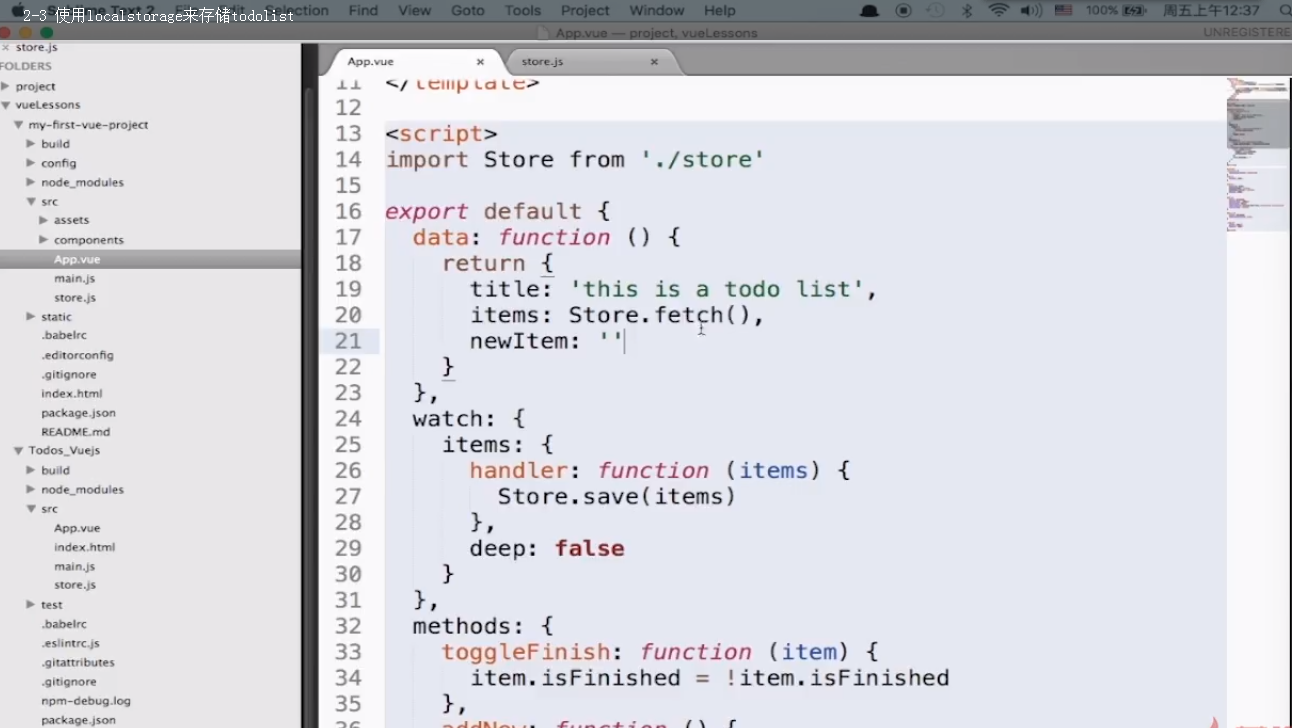 2-3 使用localstorage来存储todolist
Selection Find View Goto Tools Project Window Help
100%
周五上午12:37
App.vue — project, vueLessons
UNREGISTERE
store.js
FOLDERS
project
vueLessons
my-first-vue-project
build
config
node_modules
src
assets
components
App.vue
main.js
store.js
static
.babelrc
.editorconfig
.gitignore
index.html
package.json
README.md
Todos_Vuejs
build
node_modules
src
App.vue
index.html
main.js
store.js
test
.babelrc
.eslintrc.js
.gitattributes
.gitignore
npm-debug.log
package.json
App.vue
store.js
11 </template>
12
13 <script>
14 import Store from './store'
15
16 export default {
17 data: function () {
18 return {
19 title: 'this is a todo list',
20 items: Store.fetch(),
21 newItem: ''
22 }
23 },
24 watch: {
25 items: {
26 handler: function (items) {
27 Store.save(items)
28 },
29 deep: false
30 }
31 },
32 methods: {
33 toggleFinish: function (item) {
34 item.isFinished = !item.isFinished
35 },
36 addNew: function () {